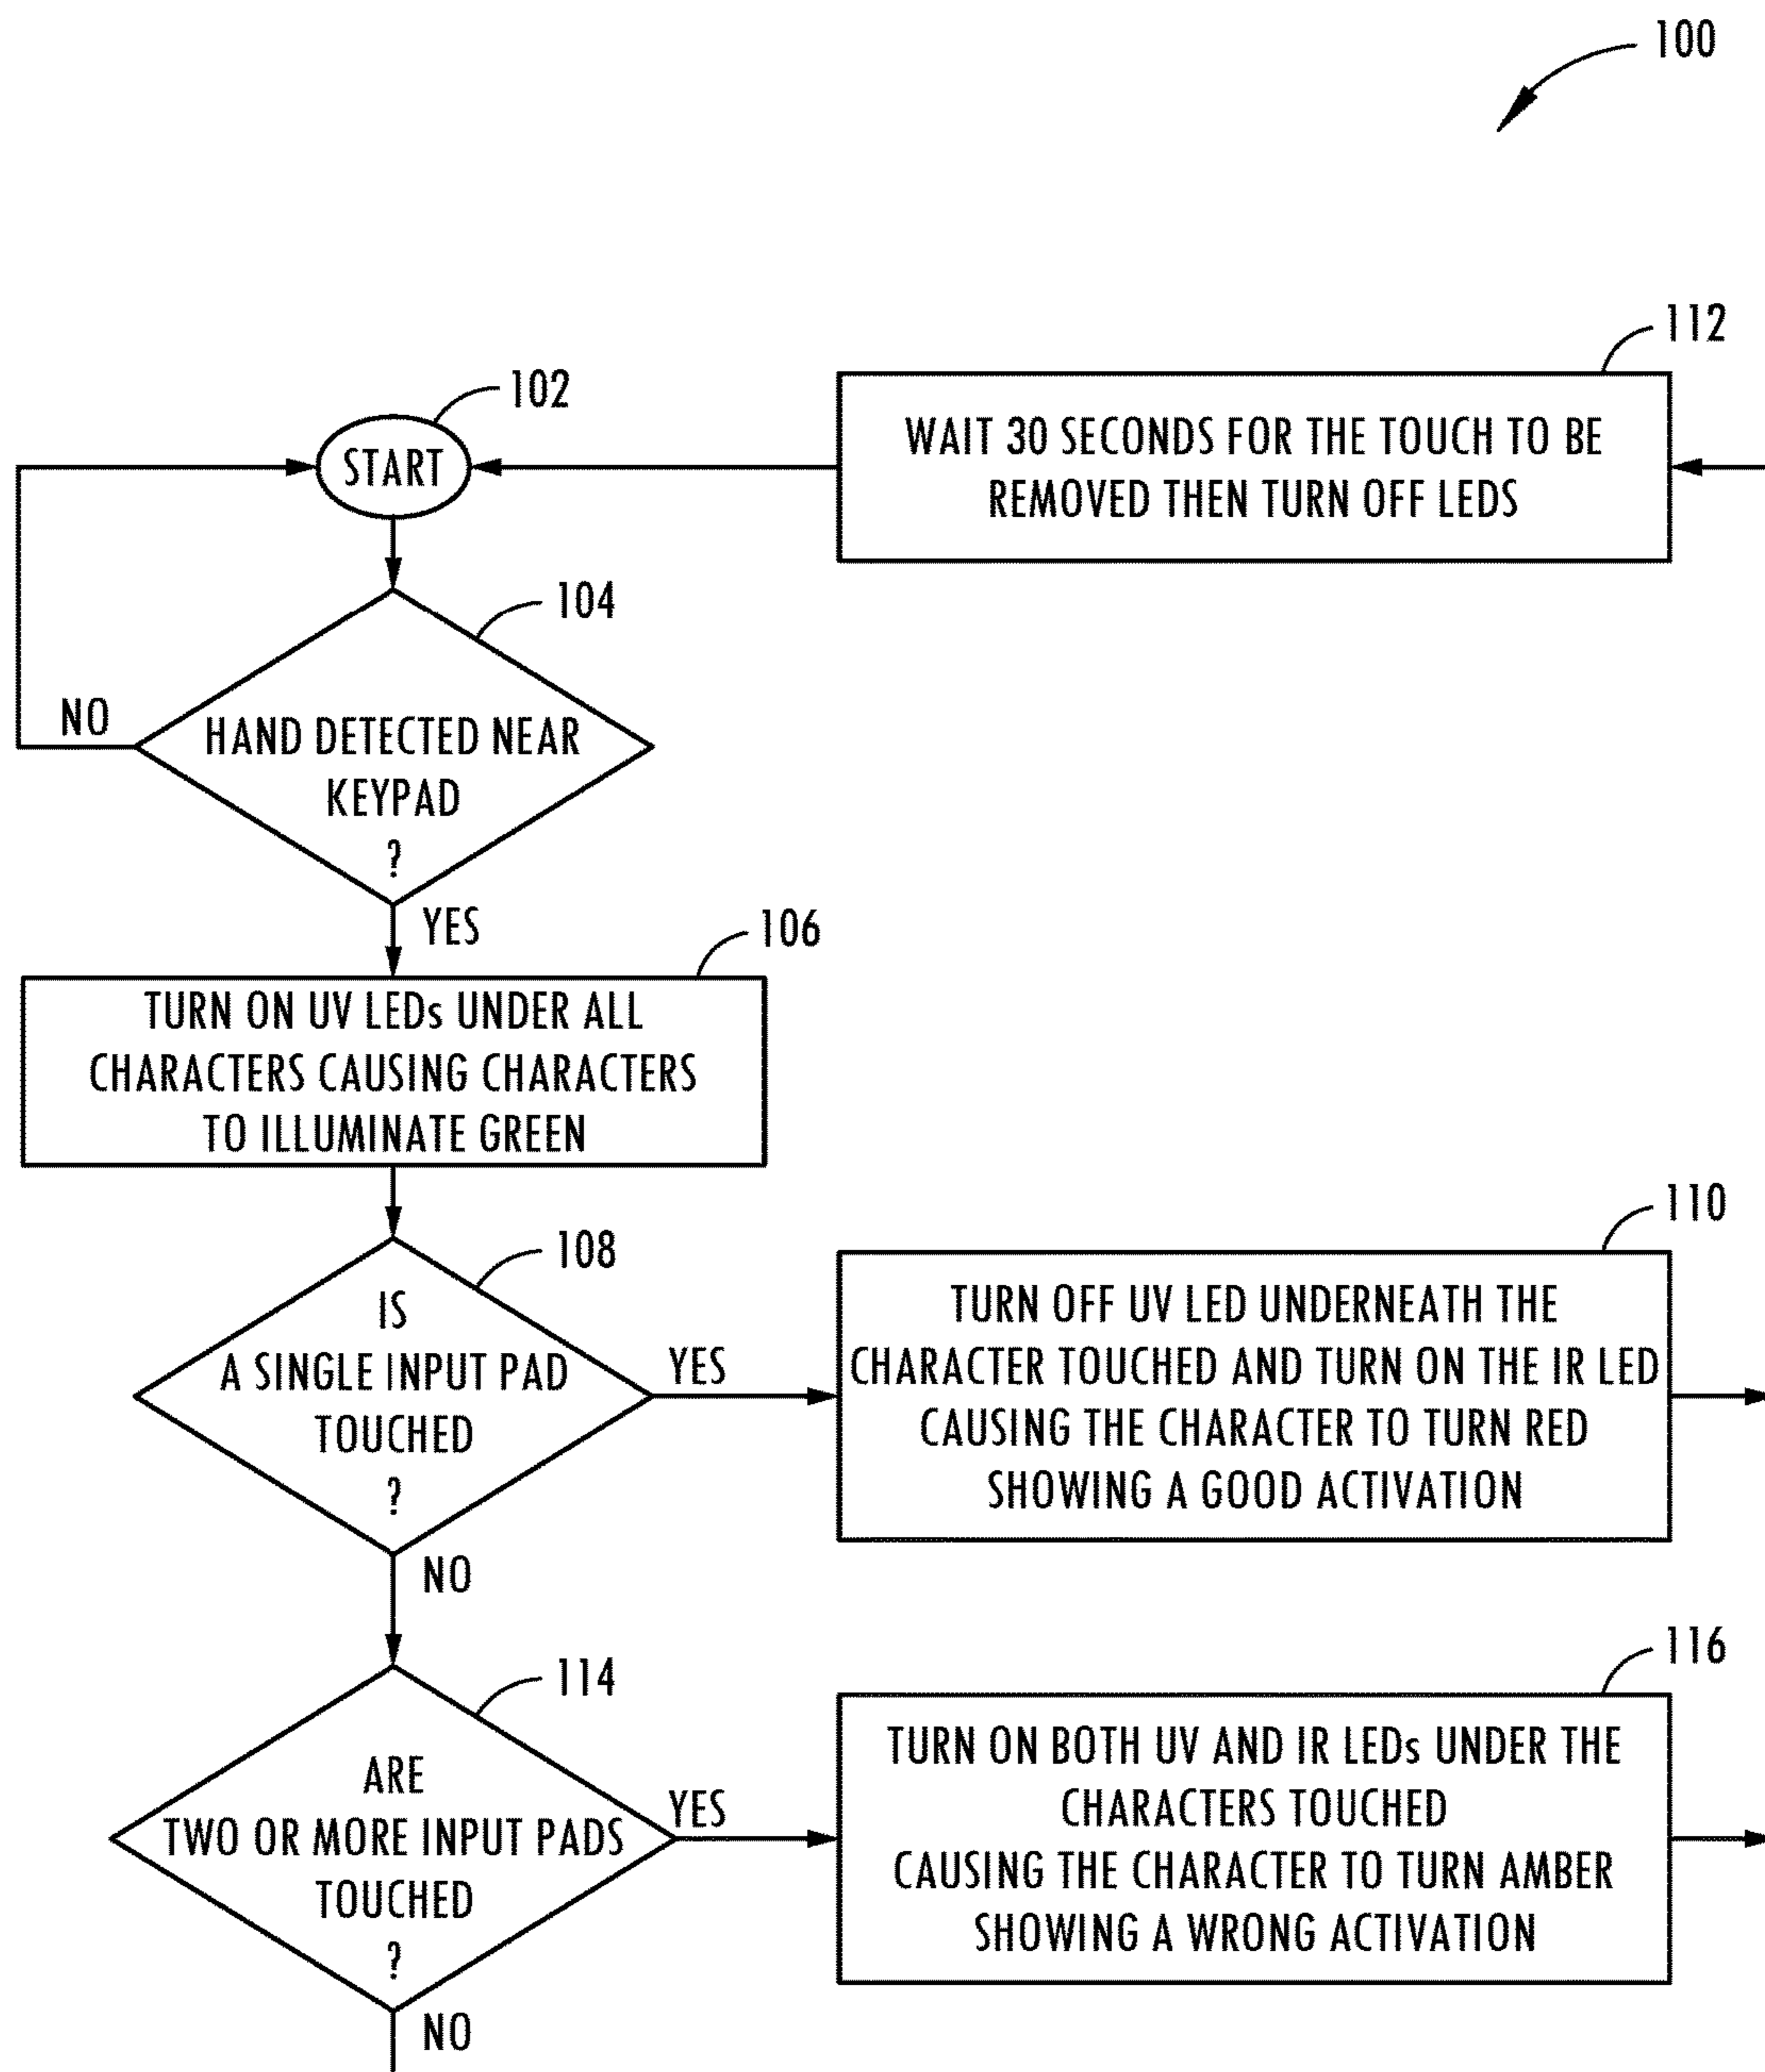 100
112
WAIT 30 SECONDS FOR THE TOUCH TO BE
REMOVED THEN TURN OFF LEDS
102
START
104
NO
HAND DETECTED NEAR
KEYPAD
?
YES
106
TURN ON UV LEDs UNDER ALL
CHARACTERS CAUSING CHARACTERS
TO ILLUMINATE GREEN
108
IS
A SINGLE INPUT PAD
TOUCHED
?
YES
110
TURN OFF UV LED UNDERNEATH THE
CHARACTER TOUCHED AND TURN ON THE IR LED
CAUSING THE CHARACTER TO TURN RED
SHOWING A GOOD ACTIVATION
NO
114
ARE
TWO OR MORE INPUT PADS
TOUCHED
?
YES
116
TURN ON BOTH UV AND IR LEDs UNDER THE
CHARACTERS TOUCHED
CAUSING THE CHARACTER TO TURN AMBER
SHOWING A WRONG ACTIVATION
NO